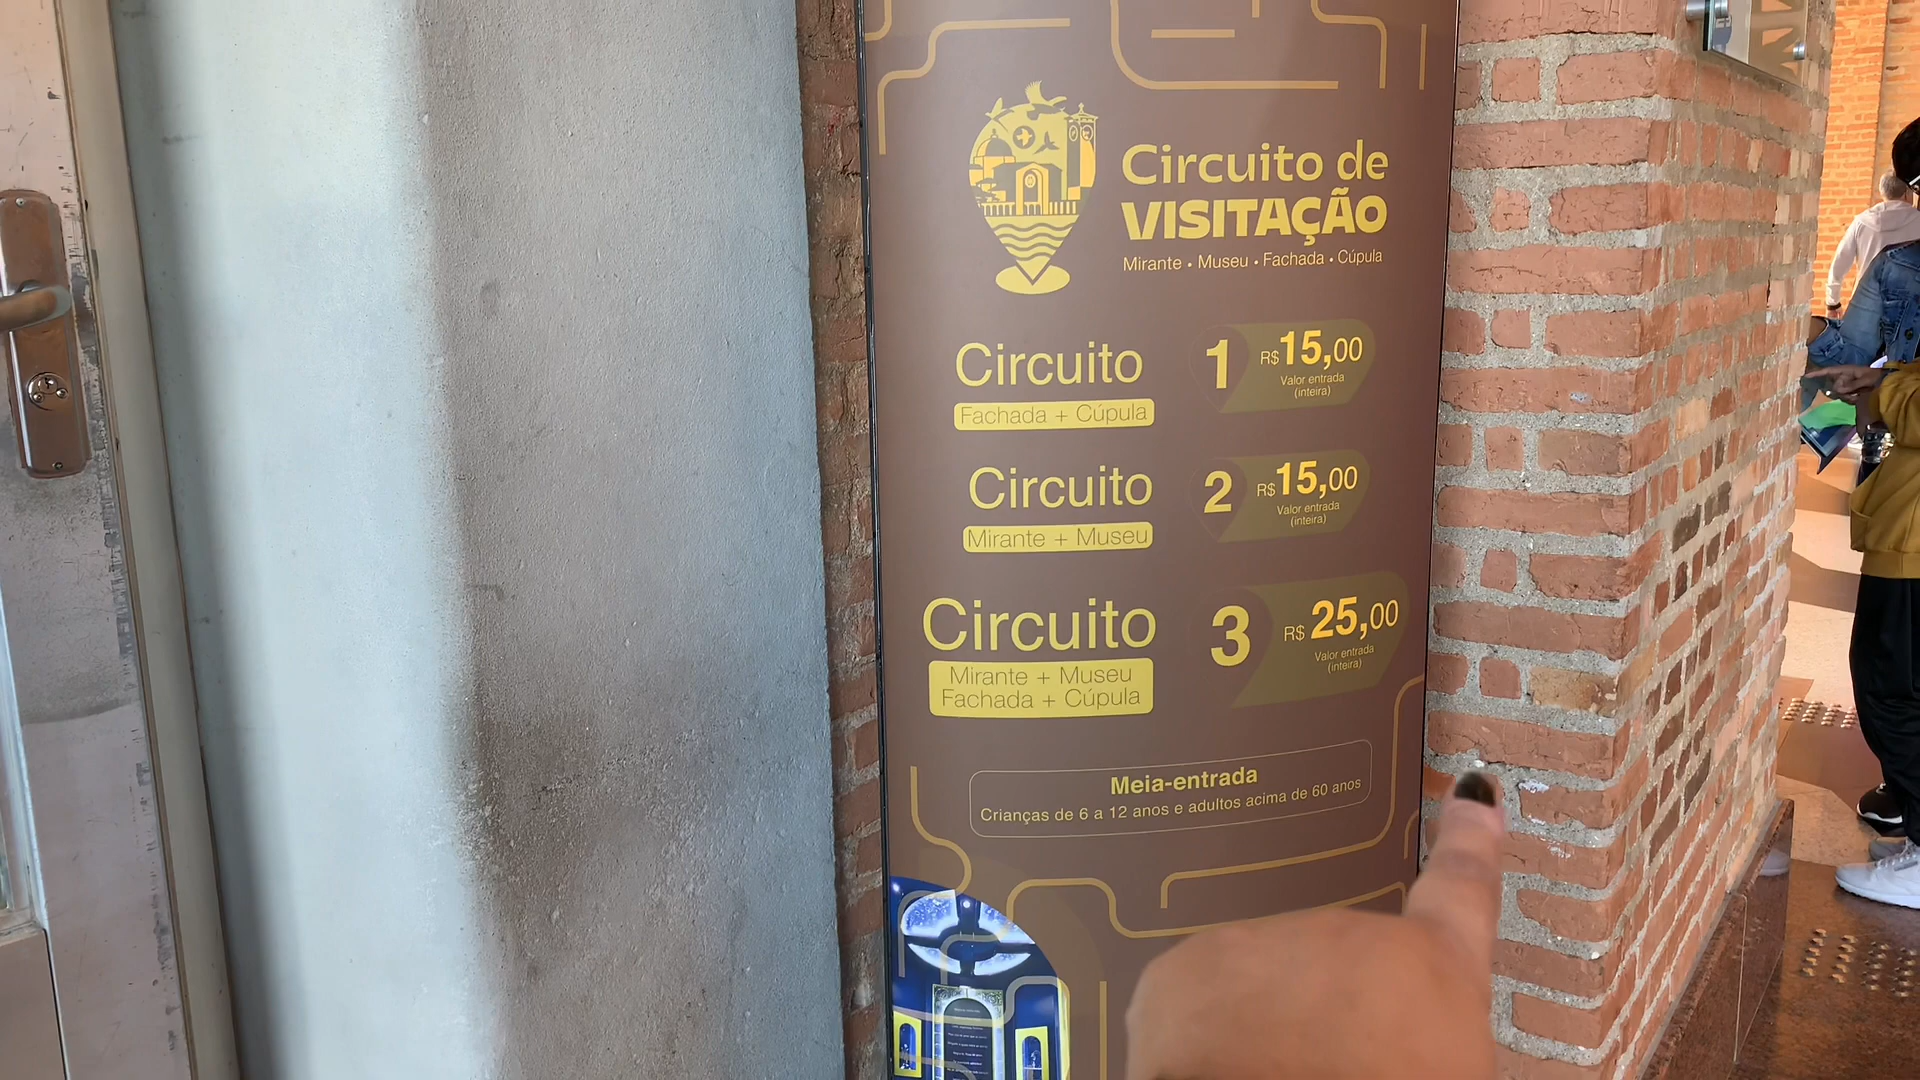 Circuito de
VISITAÇÃO
Mirante • Museu • Fachada • Cúpula
Circuito 1 R$15,00
Fachada + Cúpula
Valor entrada
(inteira)
Circuito 2 R$15,00
Mirante + Museu
Valor entrada
(inteira)
Circuito 3 R$ 25,00
Mirante + Museu
Fachada + Cúpula
Valor entrada
(inteira)
Meia-entrada
Crianças de 6 a 12 anos e adultos acima de 60 anos